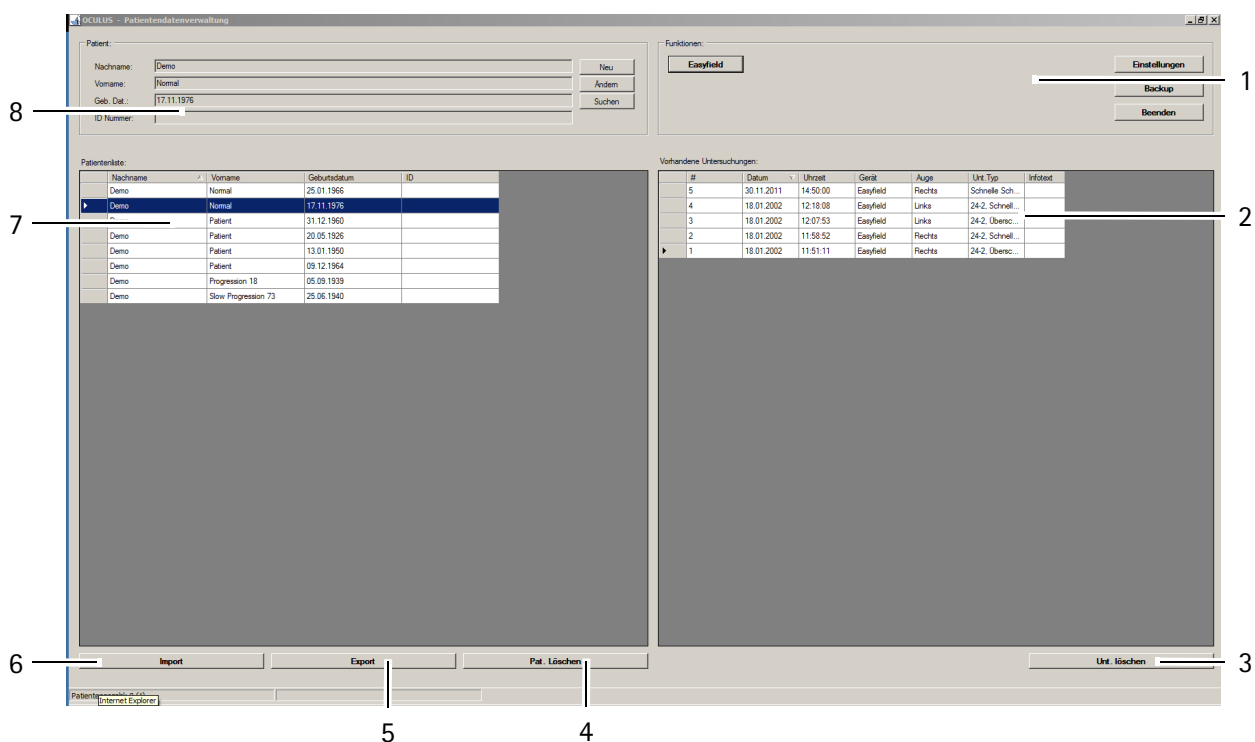 OCULUS - Patientendatenverwaltung
Patient:
Nachname: Demo Neu
Vorname: Normal Ändern
Geb. Dat.: 17.11.1976 Suchen
ID Nummer:
Funktionen:
Easyfield Einstellungen
Backup
Beenden
1
8
Patientenliste:
Nachname Vorname Geburtsdatum ID
Demo Normal 25.01.1966
Demo Normal 17.11.1976
Patient 31.12.1960
Demo Patient 20.05.1926
Demo Patient 13.01.1950
Demo Patient 09.12.1964
Demo Progression 18 05.09.1939
Demo Slow Progression 73 25.06.1940
7
Vorhandene Untersuchungen:
# Datum Uhrzeit Gerät Auge Unt.Typ Infotext
5 30.11.2011 14:50:00 Easyfield Rechts Schnelle Sch...
4 18.01.2002 12:18:08 Easyfield Links 24-2, Schnell...
3 18.01.2002 12:07:53 Easyfield Links 24-2, Übersc...
2 18.01.2002 11:58:52 Easyfield Rechts 24-2, Schnell...
1 18.01.2002 11:51:11 Easyfield Rechts 24-2, Übersc...
2
6
Import Export Pat. Löschen
Unt. löschen
3
Internet Explorer
5
4